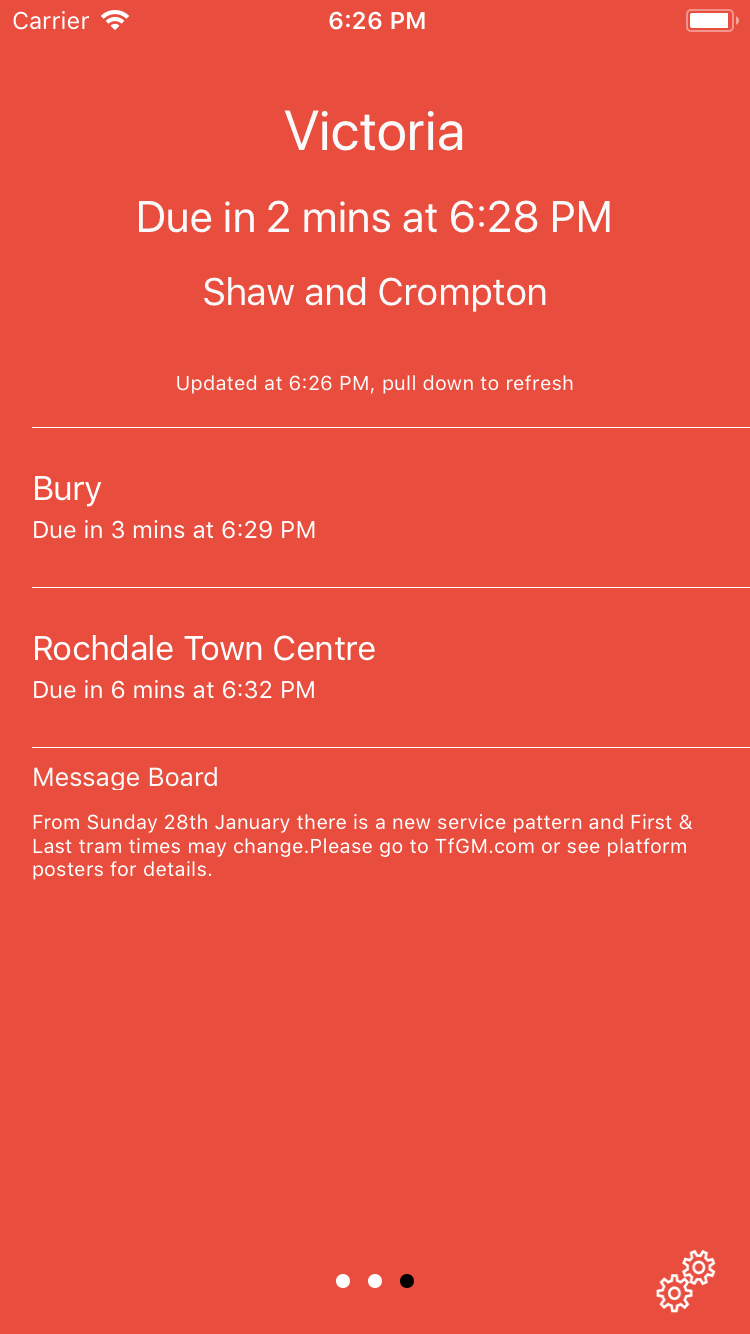 Carrier 6:26 PM
Victoria
Due in 2 mins at 6:28 PM
Shaw and Crompton
Updated at 6:26 PM, pull down to refresh
Bury
Due in 3 mins at 6:29 PM
Rochdale Town Centre
Due in 6 mins at 6:32 PM
Message Board
From Sunday 28th January there is a new service pattern and First &
Last tram times may change.Please go to TfGM.com or see platform
posters for details.